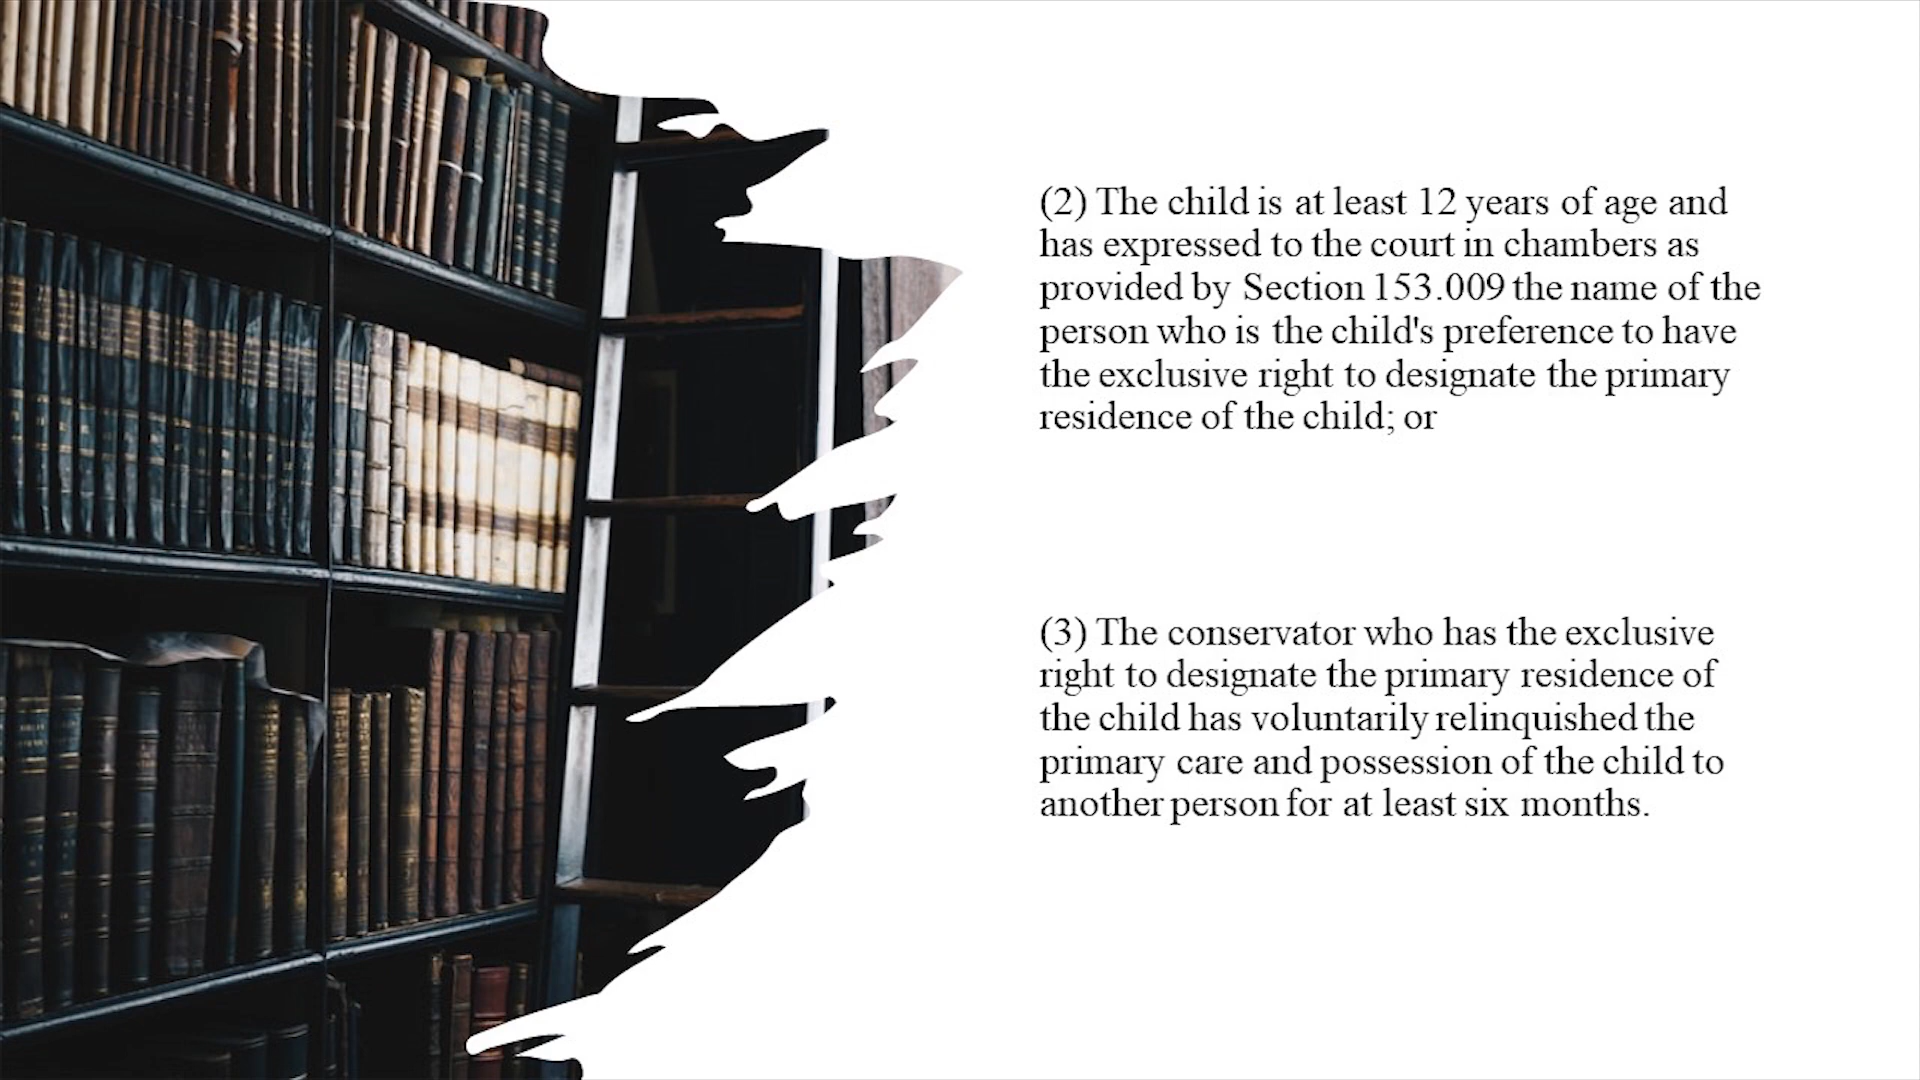 (2) The child is at least 12 years of age and
has expressed to the court in chambers as
provided by Section 153.009 the name of the
person who is the child's preference to have
the exclusive right to designate the primary
residence of the child; or
(3) The conservator who has the exclusive
right to designate the primary residence of
the child has voluntarily relinquished the
primary care and possession of the child to
another person for at least six months.